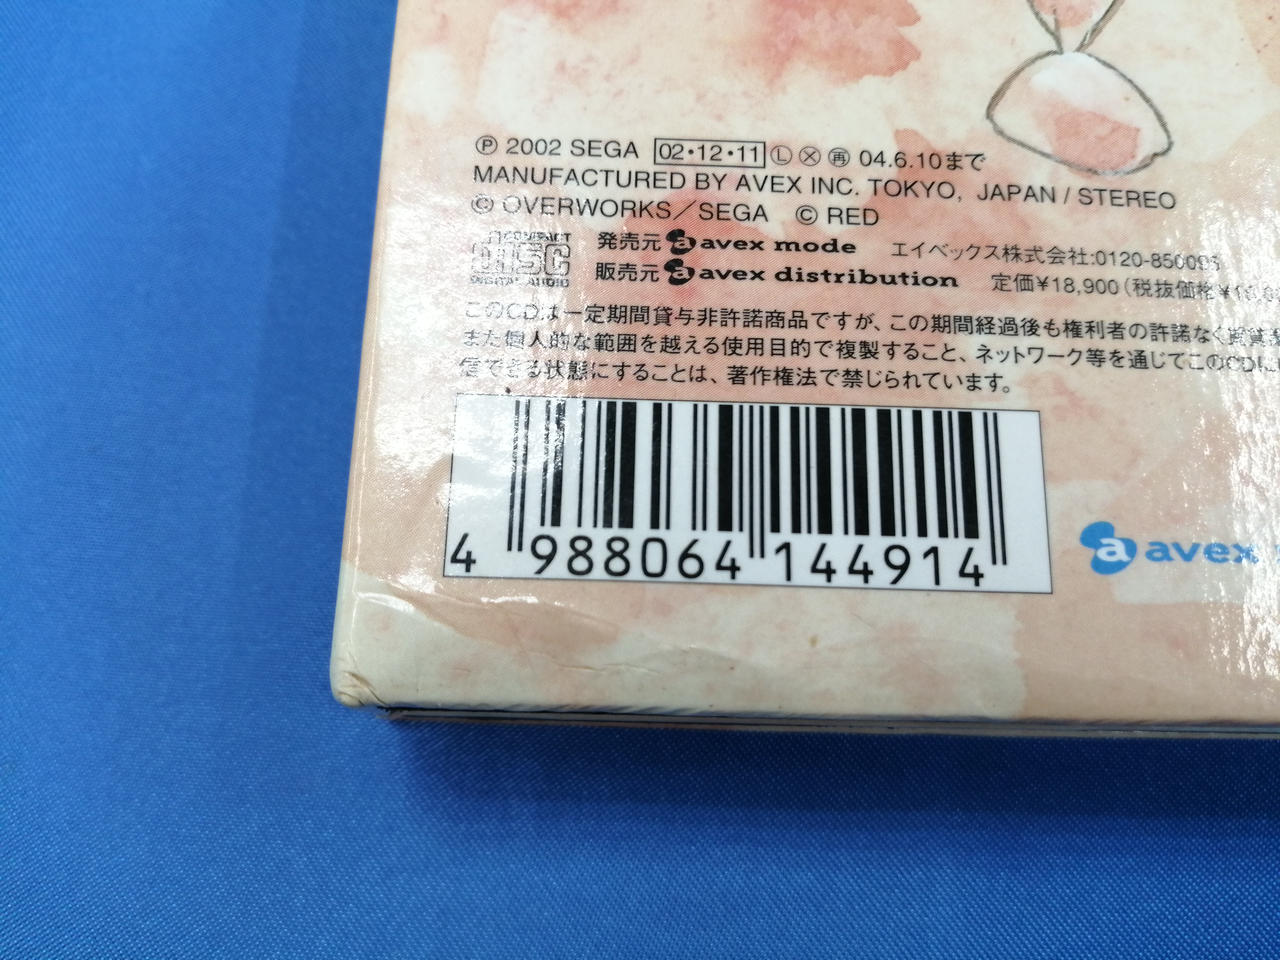 ℗ 2002 SEGA 02・12・11 Ⓛ Ⓧ ㊊ 04.6.10まで
MANUFACTURED BY AVEX INC. TOKYO, JAPAN / STEREO
© OVERWORKS／SEGA © RED
COMPACT disc DIGITAL AUDIO
発売元 avex mode エイベックス株式会社:0120-850095
販売元 avex distribution 定価¥18,900(税抜価格
このCDは一定期間貸与非許諾商品ですが、この期間経過後も権利者の許諾なく
また個人的な範囲を越える使用目的で複製すること、ネットワーク等を通じてこのCDに
信できる状態にすることは、著作権法で禁じられています。
4 988064 144914
a avex